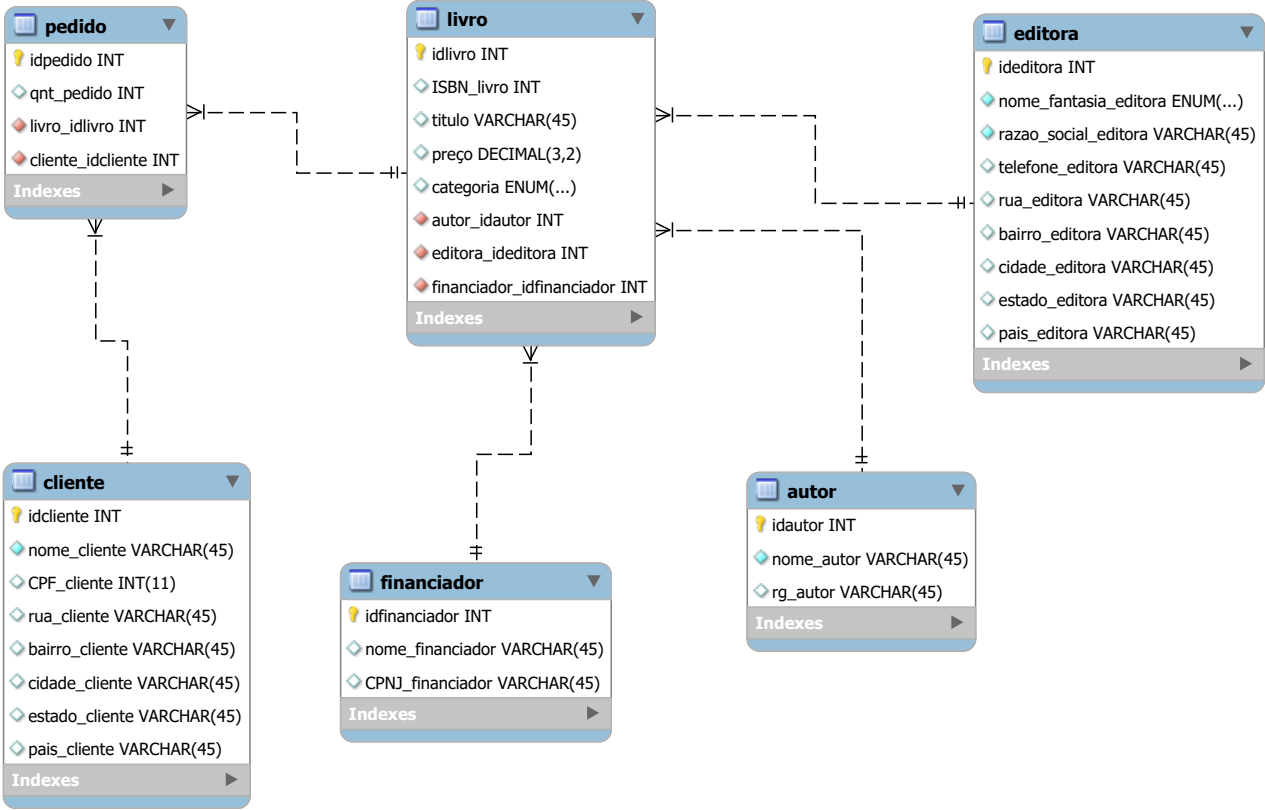 pedido
idpedido INT
qnt_pedido INT
livro_idlivro INT
cliente_idcliente INT
Indexes
livro
idlivro INT
ISBN_livro INT
titulo VARCHAR(45)
preço DECIMAL(3,2)
categoria ENUM(...)
autor_idautor INT
editora_ideditora INT
financiador_idfinanciador INT
Indexes
editora
ideditora INT
nome_fantasia_editora ENUM(...)
razao_social_editora VARCHAR(45)
telefone_editora VARCHAR(45)
rua_editora VARCHAR(45)
bairro_editora VARCHAR(45)
cidade_editora VARCHAR(45)
estado_editora VARCHAR(45)
pais_editora VARCHAR(45)
Indexes
cliente
idcliente INT
nome_cliente VARCHAR(45)
CPF_cliente INT(11)
rua_cliente VARCHAR(45)
bairro_cliente VARCHAR(45)
cidade_cliente VARCHAR(45)
estado_cliente VARCHAR(45)
pais_cliente VARCHAR(45)
Indexes
financiador
idfinanciador INT
nome_financiador VARCHAR(45)
CPNJ_financiador VARCHAR(45)
Indexes
autor
idautor INT
nome_autor VARCHAR(45)
rg_autor VARCHAR(45)
Indexes